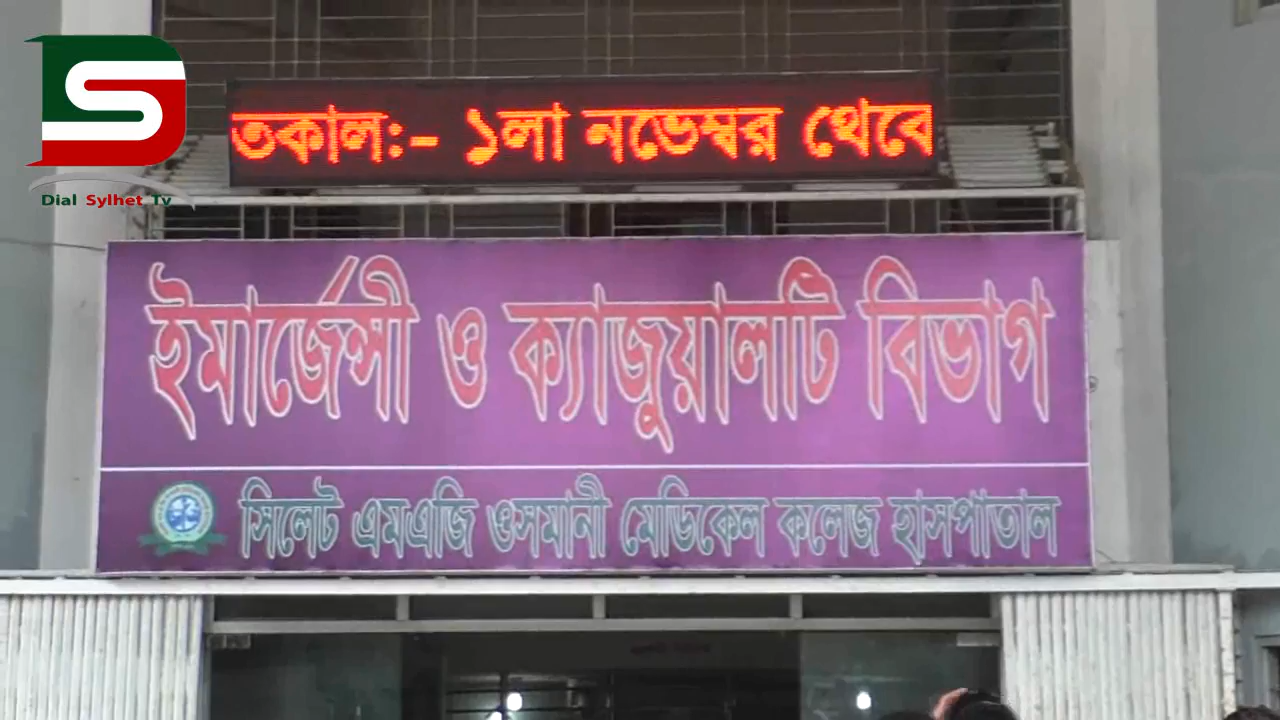 Dial Sylhet Tv
তকাল:- ১লা নভেম্বর থেবে
ইমার্জেন্সী ও ক্যাজুয়ালটি বিভাগ
সিলেট এমএজি ওসমানী মেডিকেল কলেজ হাসপাতাল